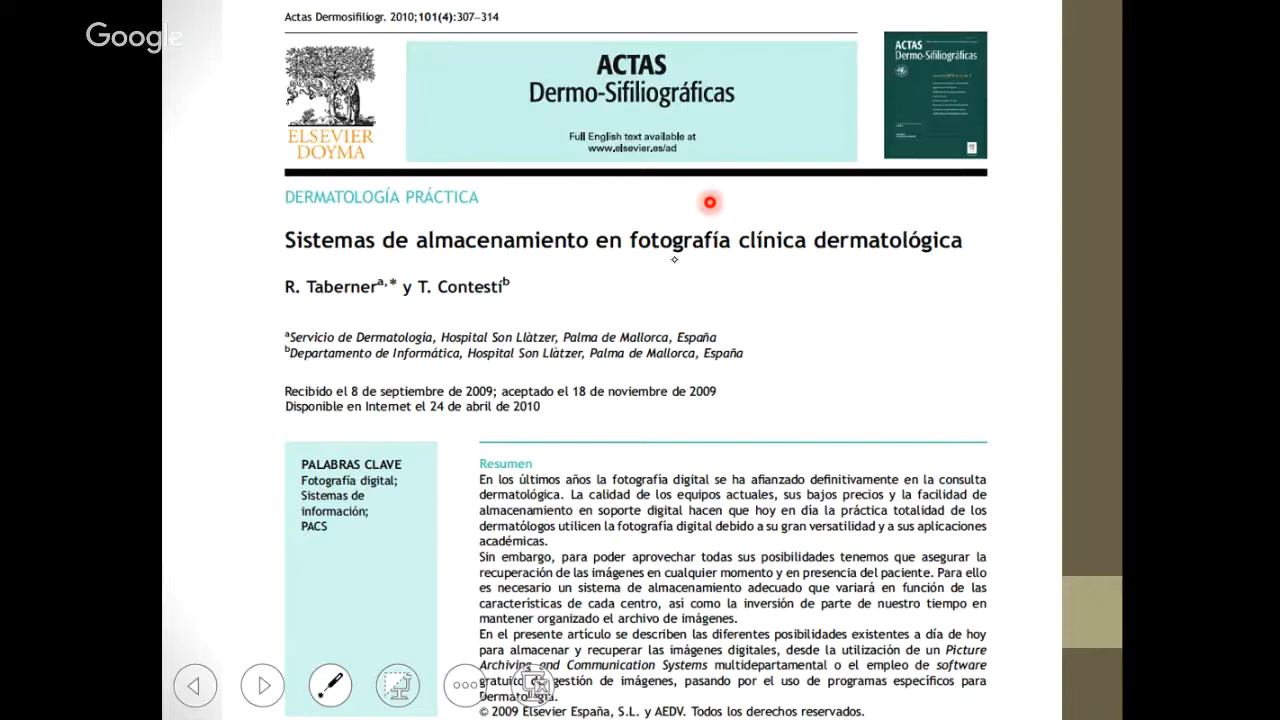 Google
Actas Dermosifiliogr. 2010;101(4):307–314
ELSEVIER
DOYMA
ACTAS
Dermo-Sifiliográficas
Full English text available at
www.elsevier.es/ad
ACTAS
Dermo-Sifiliográficas
DERMATOLOGÍA PRÁCTICA
Sistemas de almacenamiento en fotografía clínica dermatológica
R. Taberner a,* y T. Contestí b
a Servicio de Dermatología, Hospital Son Llàtzer, Palma de Mallorca, España
b Departamento de Informática, Hospital Son Llàtzer, Palma de Mallorca, España
Recibido el 8 de septiembre de 2009; aceptado el 18 de noviembre de 2009
Disponible en Internet el 24 de abril de 2010
PALABRAS CLAVE
Fotografía digital;
Sistemas de
información;
PACS
Resumen
En los últimos años la fotografía digital se ha afianzado definitivamente en la consulta
dermatológica. La calidad de los equipos actuales, sus bajos precios y la facilidad de
almacenamiento en soporte digital hacen que hoy en día la práctica totalidad de los
dermatólogos utilicen la fotografía digital debido a su gran versatilidad y a sus aplicaciones
académicas.
Sin embargo, para poder aprovechar todas sus posibilidades tenemos que asegurar la
recuperación de las imágenes en cualquier momento y en presencia del paciente. Para ello
es necesario un sistema de almacenamiento adecuado que variará en función de las
características de cada centro, así como la inversión de parte de nuestro tiempo en
mantener organizado el archivo de imágenes.
En el presente artículo se describen las diferentes posibilidades existentes a día de hoy
para almacenar y recuperar las imágenes digitales, desde la utilización de un Picture
Archiving and Communication Systems multidepartamental o el empleo de software
gratuito de gestión de imágenes, pasando por el uso de programas específicos para
Dermatología.
© 2009 Elsevier España, S.L. y AEDV. Todos los derechos reservados.